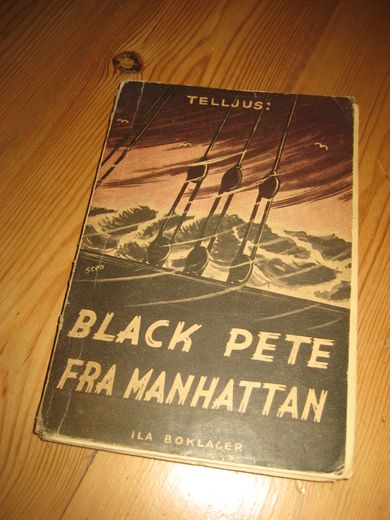 TELLJUS:
BLACK PETE
FRA MANHATTAN
ILA BOKLAGER